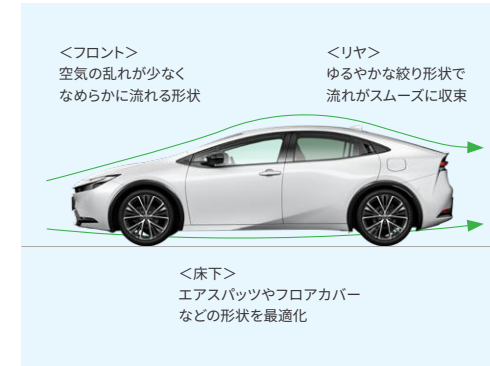 ＜フロント＞
空気の乱れが少なく
なめらかに流れる形状
＜リヤ＞
ゆるやかな絞り形状で
流れがスムーズに収束
＜床下＞
エアスパッツやフロアカバー
などの形状を最適化